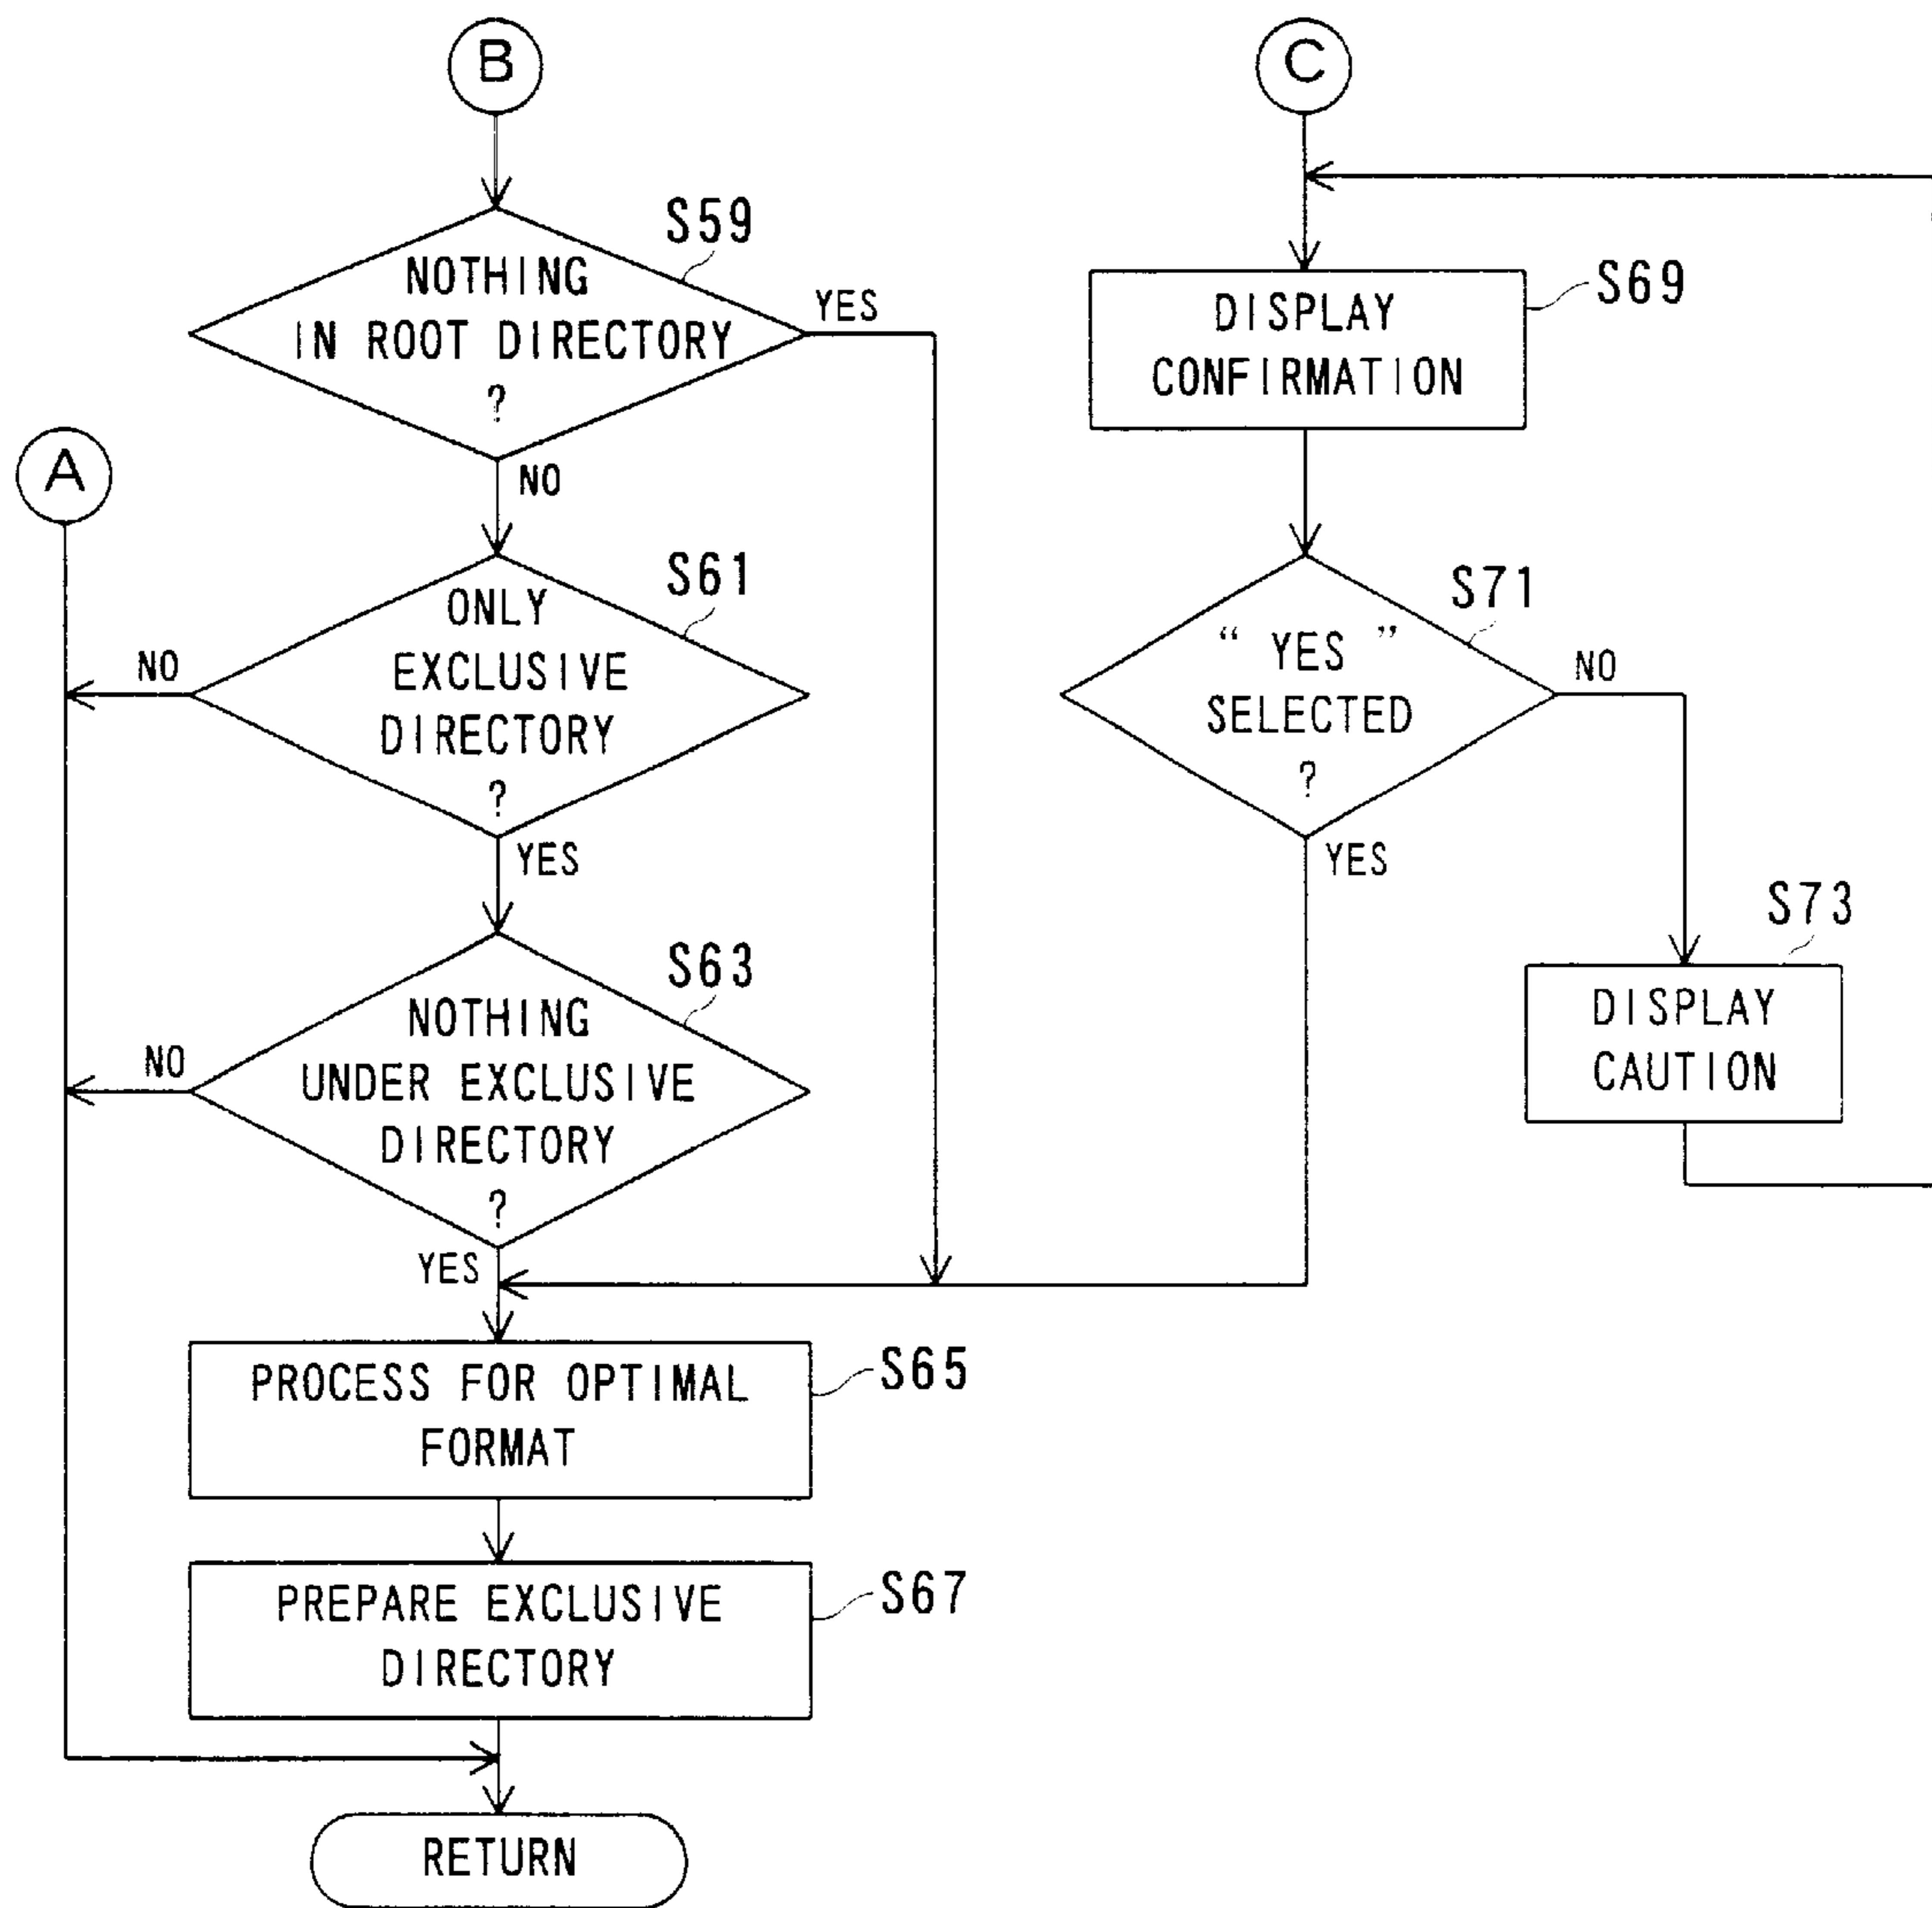 B
C
S59
NOTHING
IN ROOT DIRECTORY
?
YES
NO
S69
DISPLAY
CONFIRMATION
A
S61
ONLY
EXCLUSIVE
DIRECTORY
?
NO
YES
S71
“ YES ”
SELECTED
?
NO
YES
S73
DISPLAY
CAUTION
S63
NOTHING
UNDER EXCLUSIVE
DIRECTORY
?
NO
YES
PROCESS FOR OPTIMAL
FORMAT
S65
PREPARE EXCLUSIVE
DIRECTORY
S67
RETURN